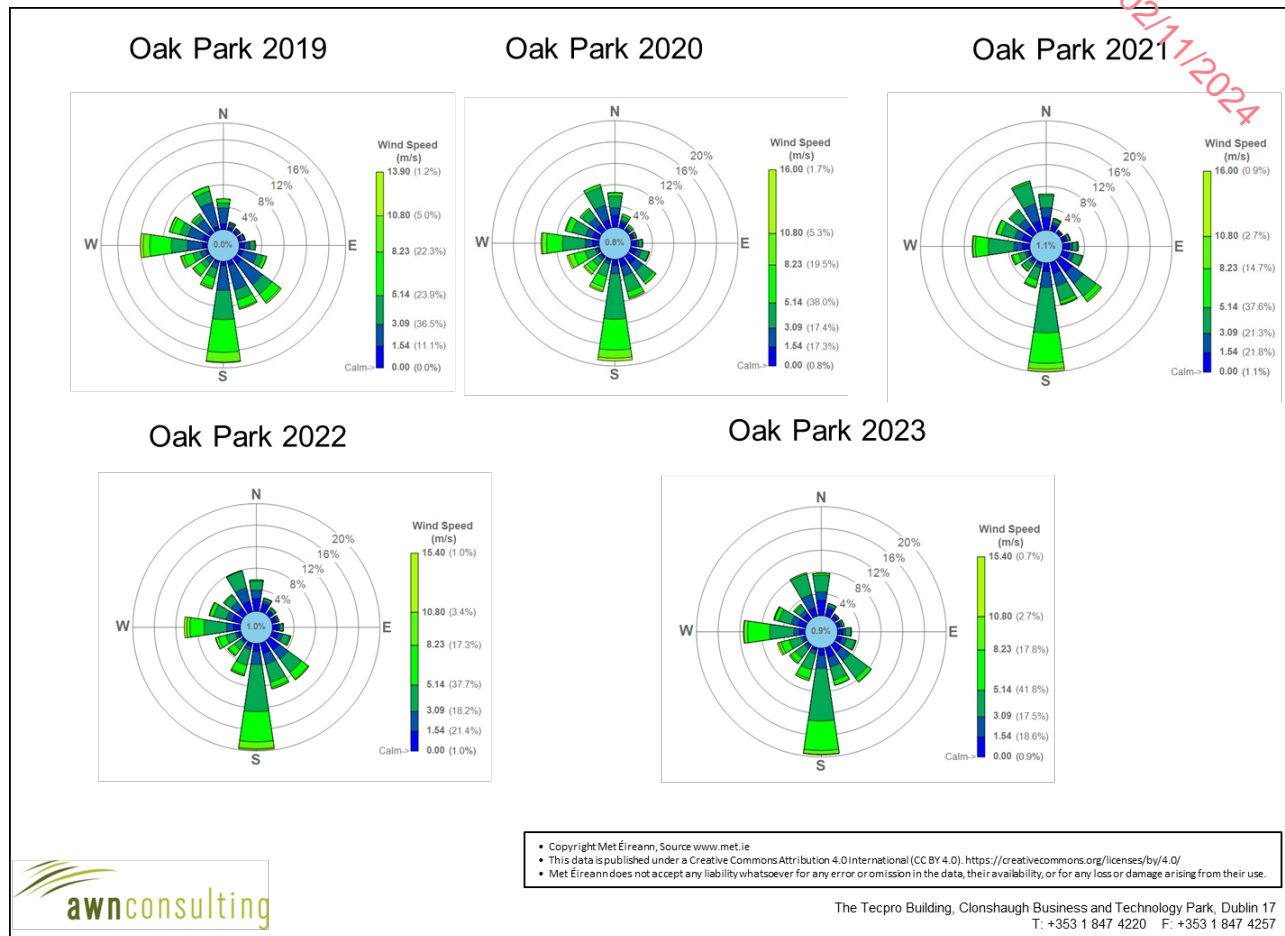 02/11/2024
Oak Park 2019
Oak Park 2020
Oak Park 2021
N
W
E
S
4%
8%
12%
16%
0.0%
Wind Speed
(m/s)
13.90 (1.2%)
10.80 (5.0%)
8.23 (22.3%)
5.14 (23.9%)
3.09 (36.5%)
1.54 (11.1%)
Calm-> 0.00 (0.0%)
N
W
E
S
4%
8%
12%
16%
20%
0.8%
Wind Speed
(m/s)
16.00 (1.7%)
10.80 (5.3%)
8.23 (19.5%)
5.14 (38.0%)
3.09 (17.4%)
1.54 (17.3%)
Calm-> 0.00 (0.8%)
N
W
E
S
4%
8%
12%
16%
20%
1.1%
Wind Speed
(m/s)
16.00 (0.9%)
10.80 (2.7%)
8.23 (14.7%)
5.14 (37.6%)
3.09 (21.3%)
1.54 (21.8%)
Calm-> 0.00 (1.1%)
Oak Park 2022
Oak Park 2023
N
W
E
S
4%
8%
12%
16%
20%
1.0%
Wind Speed
(m/s)
15.40 (1.0%)
10.80 (3.4%)
8.23 (17.3%)
5.14 (37.7%)
3.09 (18.2%)
1.54 (21.4%)
Calm-> 0.00 (1.0%)
N
W
E
S
4%
8%
12%
16%
20%
0.9%
Wind Speed
(m/s)
15.40 (0.7%)
10.80 (2.7%)
8.23 (17.8%)
5.14 (41.8%)
3.09 (17.5%)
1.54 (18.6%)
Calm-> 0.00 (0.9%)
• Copyright Met Éireann, Source www.met.ie
• This data is published under a Creative Commons Attribution 4.0 International (CC BY 4.0). https://creativecommons.org/licenses/by/4.0/
• Met Éireann does not accept any liability whatsoever for any error or omission in the data, their availability, or for any loss or damage arising from their use.
awnconsulting
The Tecpro Building, Clonshaugh Business and Technology Park, Dublin 17
T: +353 1 847 4220 F: +353 1 847 4257